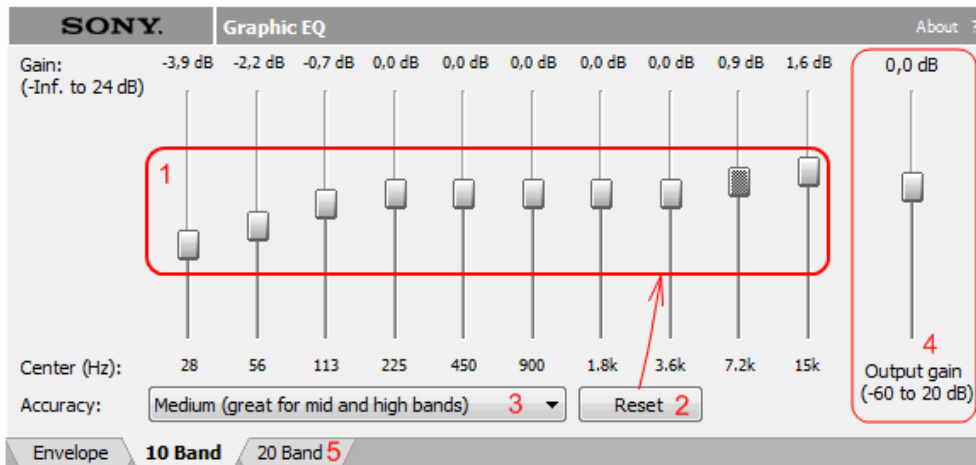 SONY. Graphic EQ About ?
Gain: -3,9 dB -2,2 dB -0,7 dB 0,0 dB 0,0 dB 0,0 dB 0,0 dB 0,0 dB 0,9 dB 1,6 dB 0,0 dB
(-Inf. to 24 dB)
1
4
Center (Hz): 28 56 113 225 450 900 1.8k 3.6k 7.2k 15k Output gain
(-60 to 20 dB)
Accuracy: Medium (great for mid and high bands) 3 Reset 2
Envelope 10 Band 20 Band 5